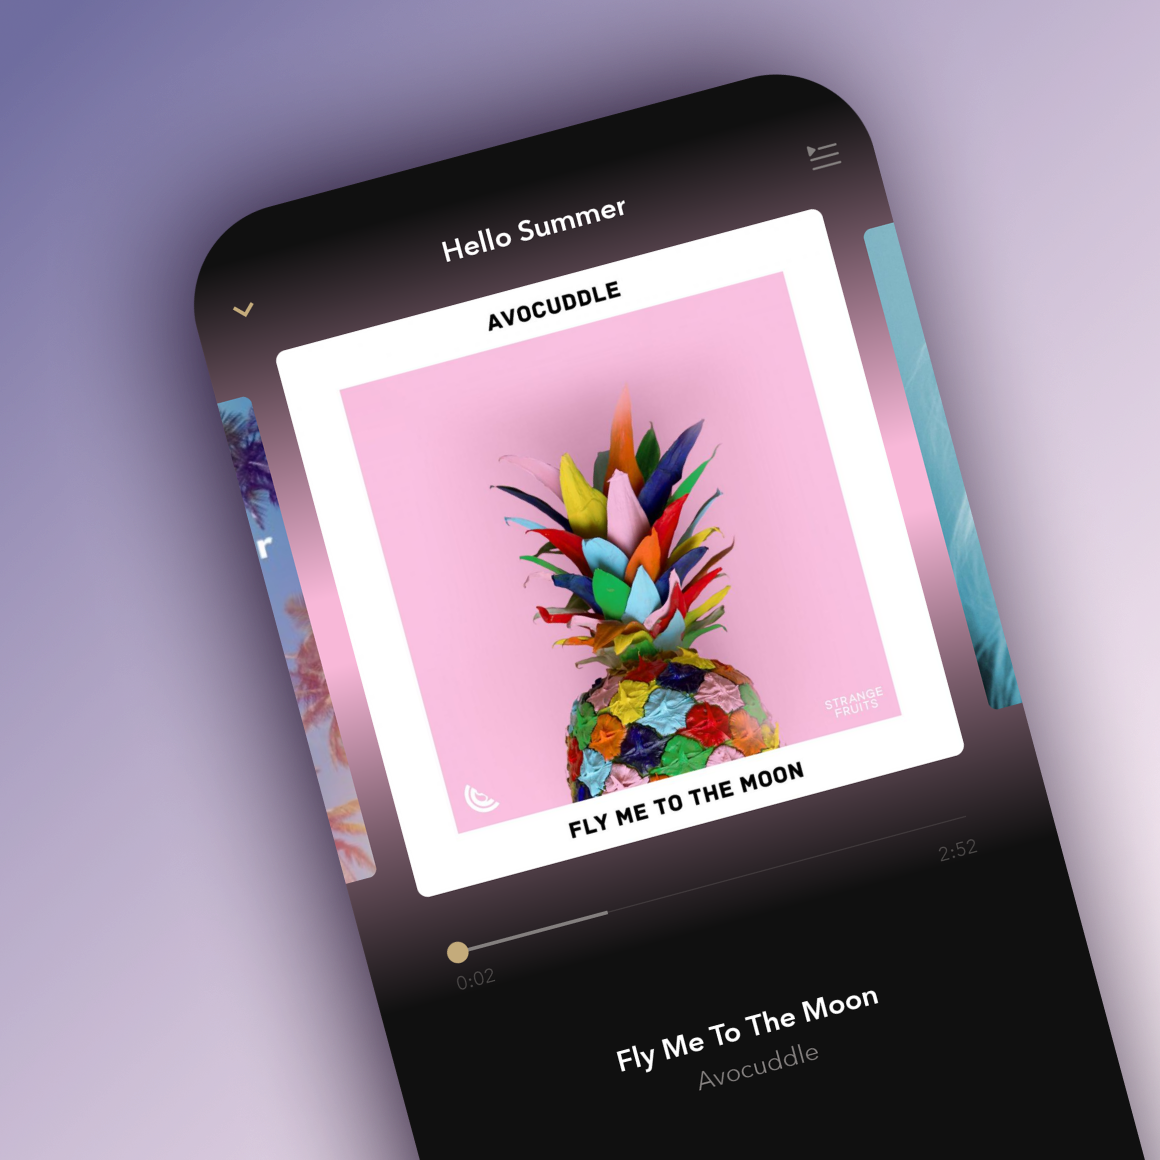 Hello Summer
AVOCUDDLE
r
STRANGE
FRUITS
FLY ME TO THE MOON
2:52
0:02
Fly Me To The Moon
Avocuddle